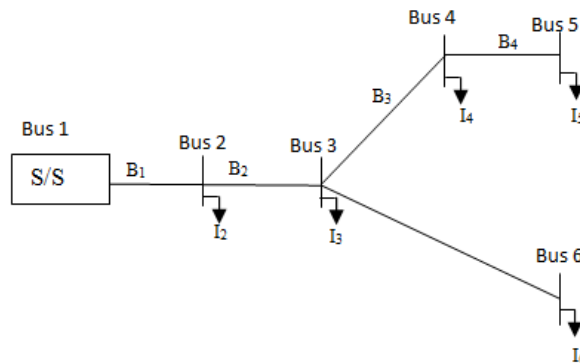 Bus 4
Bus 5
B₄
B₃
I₄
Bus 1
Bus 2
Bus 3
S/S
B₁
B₂
I₂
I₃
Bus 6